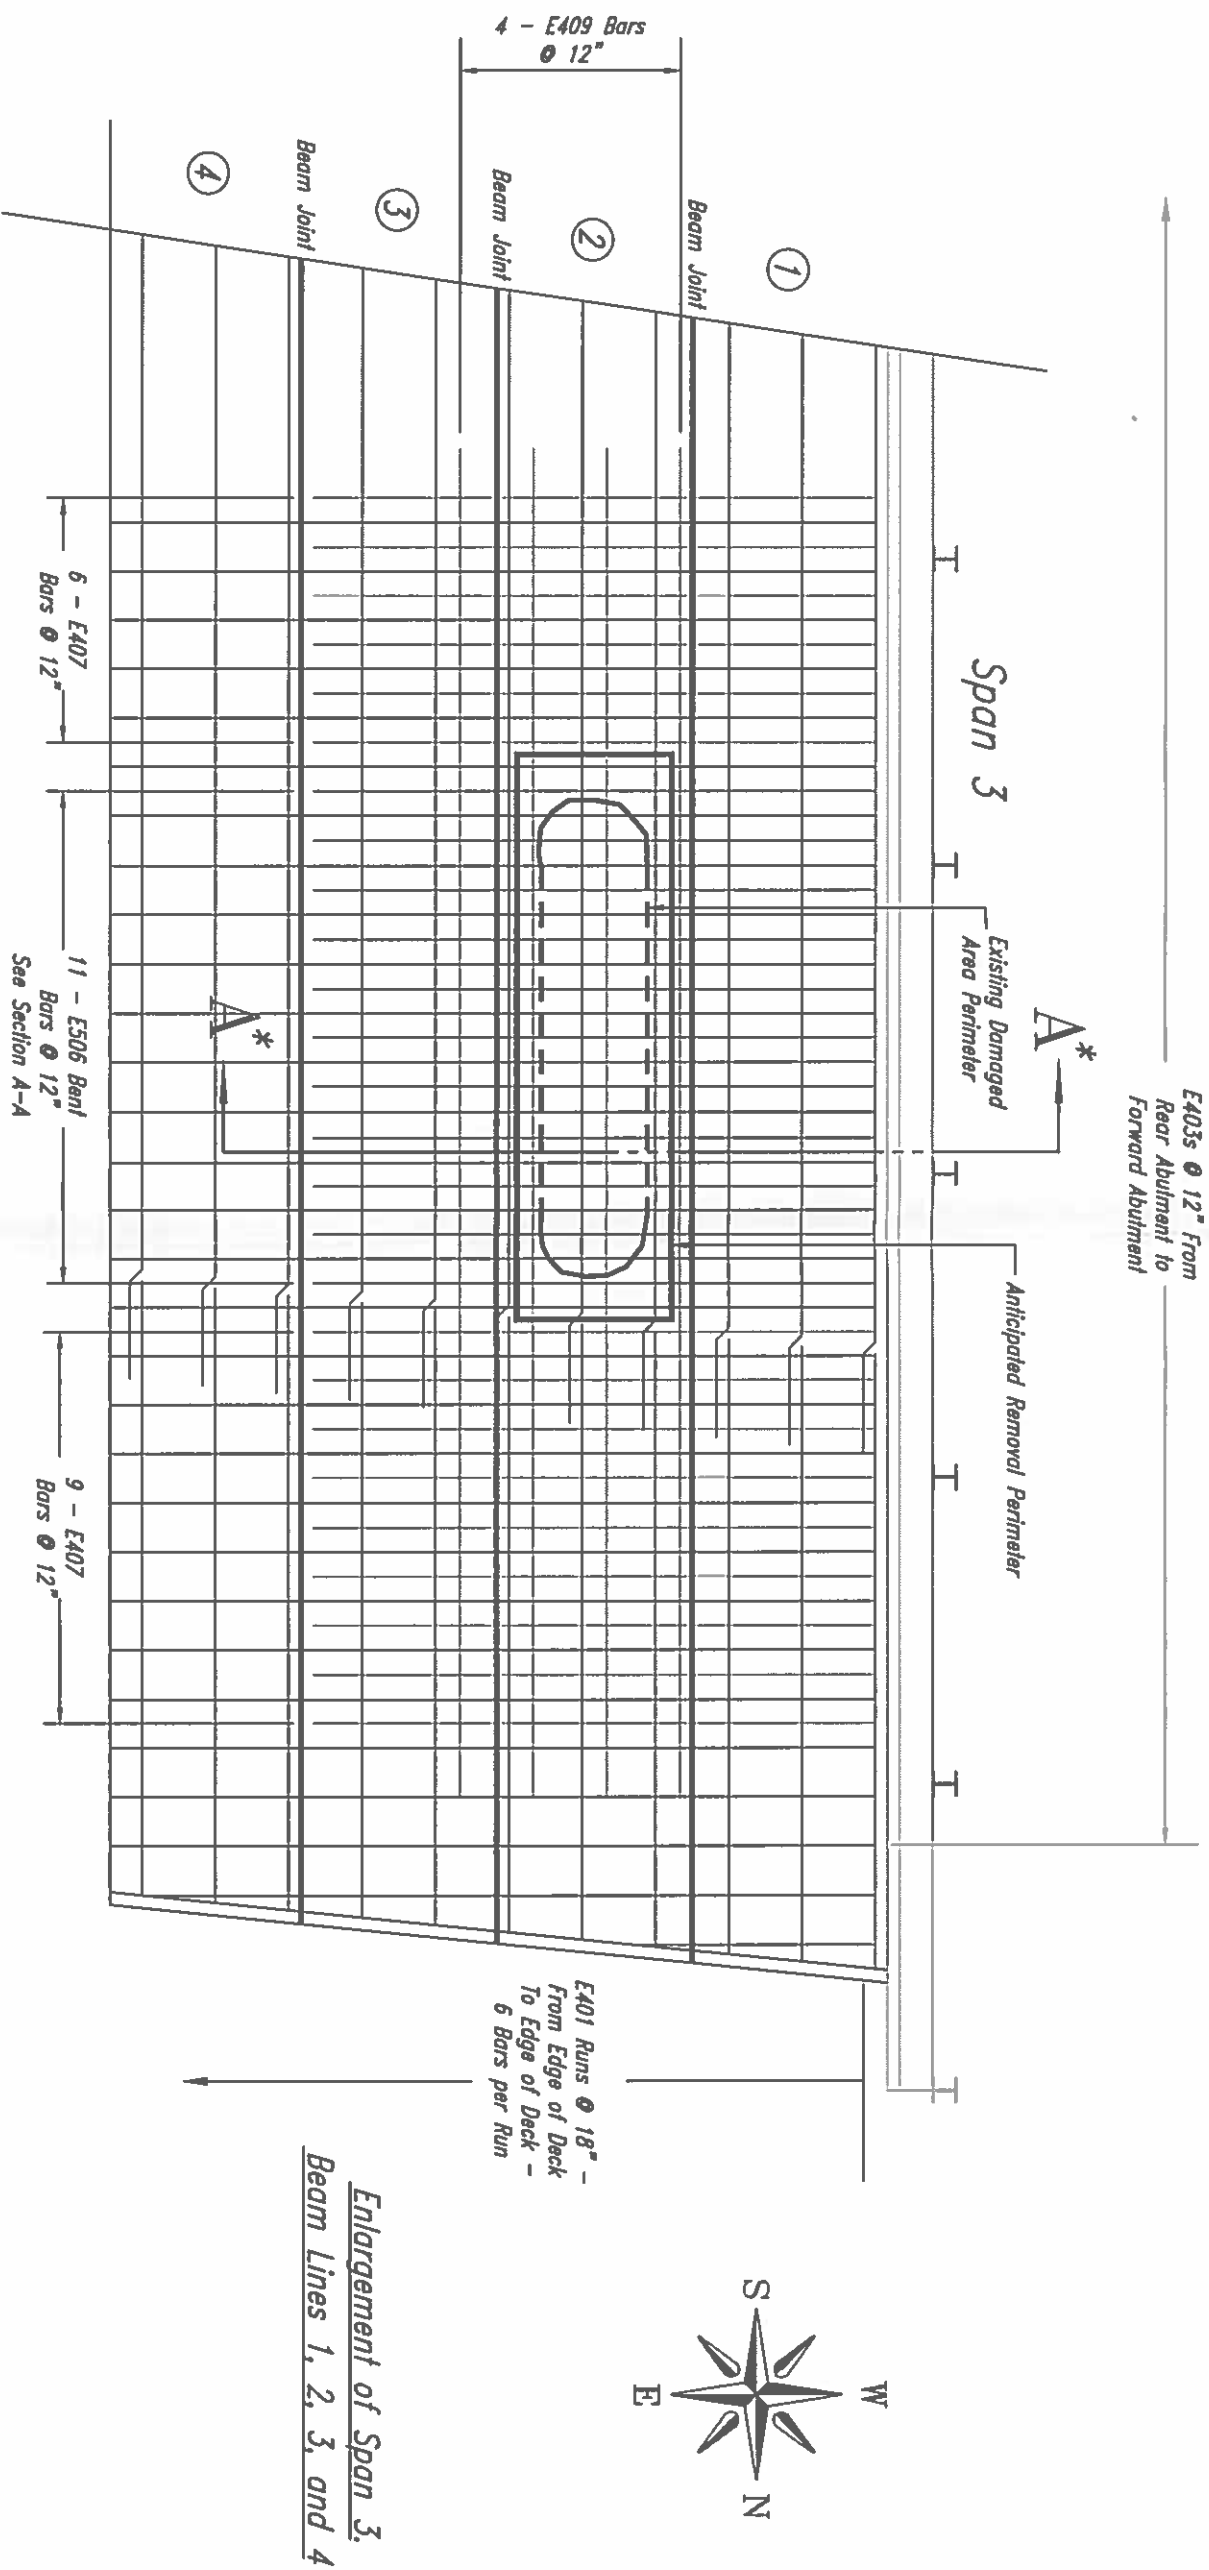 E403s @ 12" From
Rear Abutment to
Forward Abutment
Span 3
A*
Existing Damaged
Area Perimeter
Anticipated Removal Perimeter
4 - E409 Bars
@ 12"
1
Beam Joint
2
Beam Joint
3
Beam Joint
4
A*
6 - E407
Bars @ 12"
11 - E506 Bent
Bars @ 12"
See Section A-A
9 - E407
Bars @ 12"
E401 Runs @ 18" -
From Edge of Deck
To Edge of Deck -
6 Bars per Run
W
S
N
E
Enlargement of Span 3,
Beam Lines 1, 2, 3, and 4